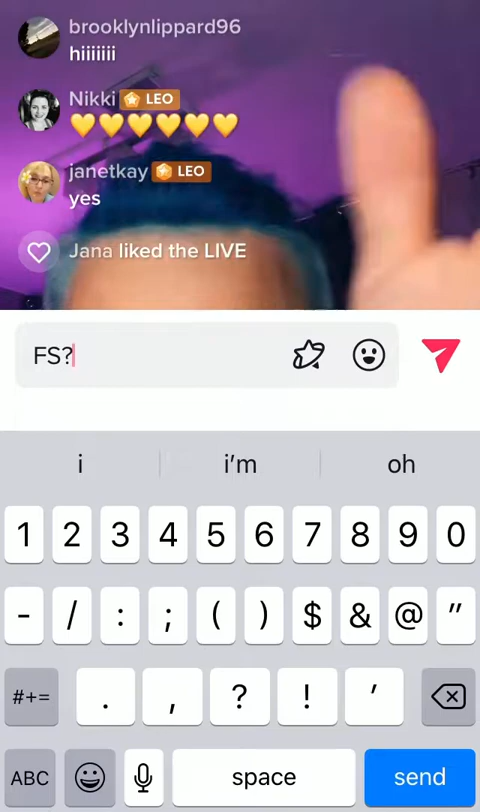 brooklynlippard96
hiiiiiii
Nikki LEO
💛💛💛💛💛💛
janetkay LEO
yes
Jana liked the LIVE
FS?
i i'm oh
1 2 3 4 5 6 7 8 9 0
- / : ; ( ) $ & @ "
#+= . , ? ! '
ABC space send